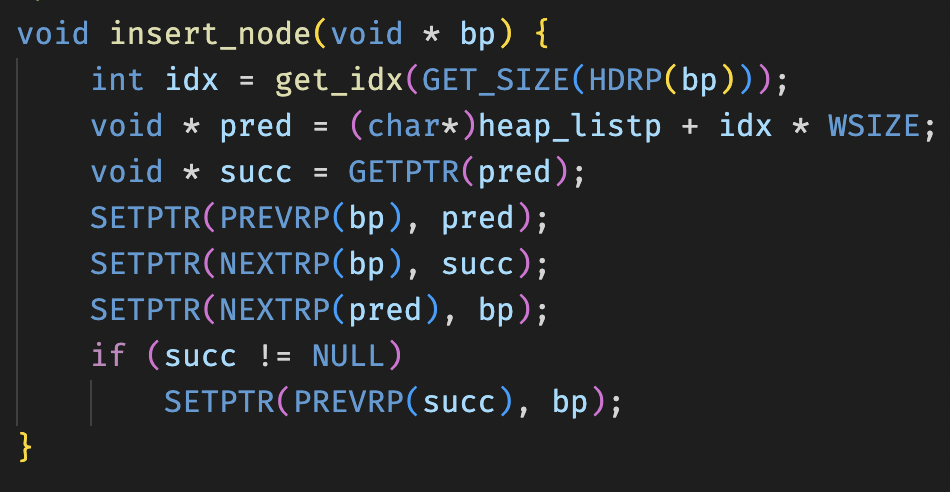 void insert_node(void * bp) {
    int idx = get_idx(GET_SIZE(HDRP(bp)));
    void * pred = (char*)heap_listp + idx * WSIZE;
    void * succ = GETPTR(pred);
    SETPTR(PREVRP(bp), pred);
    SETPTR(NEXTRP(bp), succ);
    SETPTR(NEXTRP(pred), bp);
    if (succ != NULL)
        SETPTR(PREVRP(succ), bp);
}